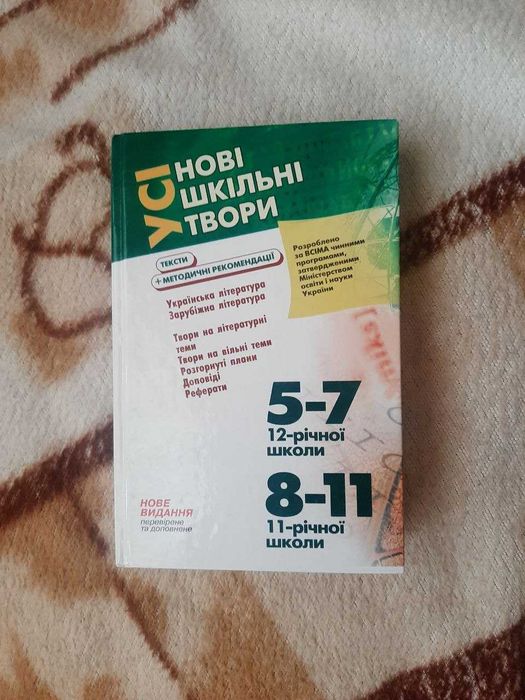 УСІ
НОВІ
ШКІЛЬНІ
ТВОРИ
ТЕКСТИ
+ МЕТОДИЧНІ РЕКОМЕНДАЦІЇ
Розроблено
за ВСІМА чинними
програмами,
затвердженими
Міністерством
освіти і науки
України
Українська література
Зарубіжна література
Твори на літературні
теми
Твори на вільні теми
Розгорнуті плани
Доповіді
Реферати
5-7
12-річної
школи
8-11
11-річної
школи
НОВЕ
ВИДАННЯ
перевірене
та доповнене